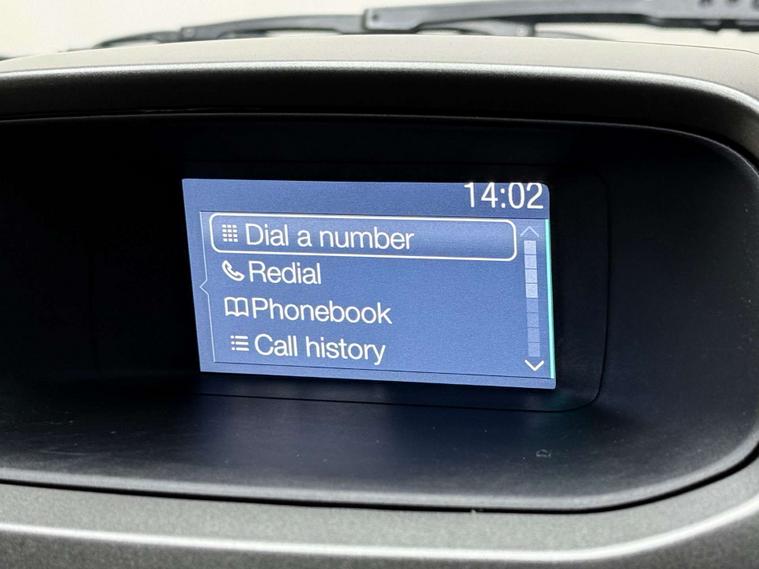 14:02
Dial a number
Redial
Phonebook
Call history